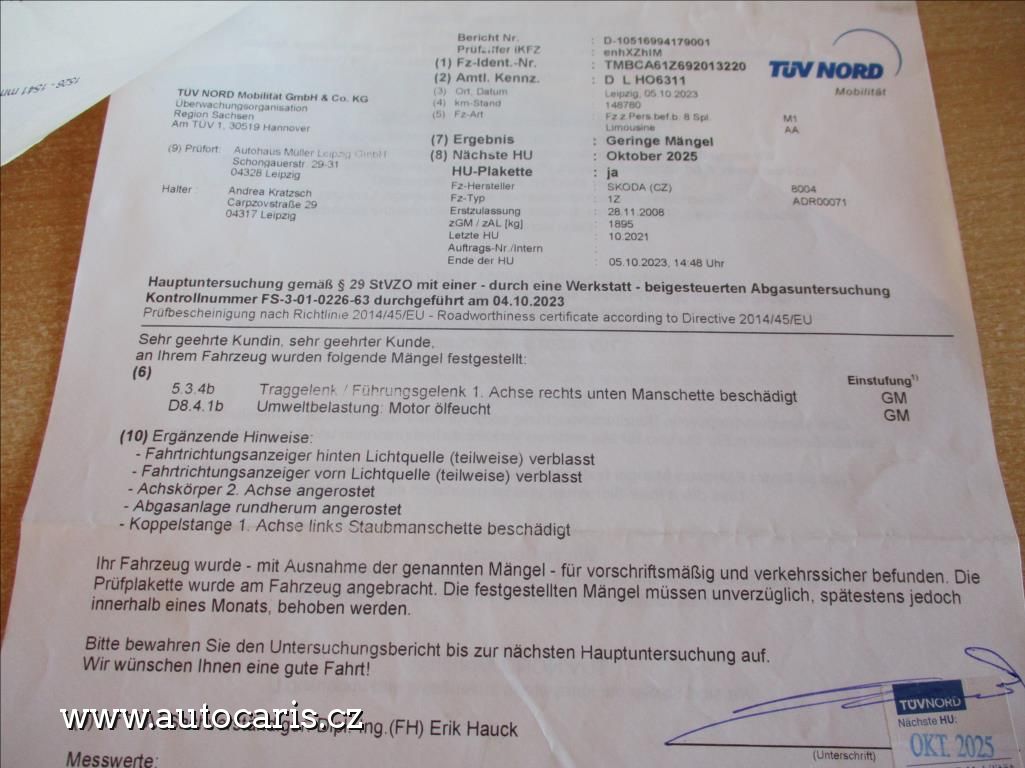 1526 - 1541 mm
Bericht Nr. : D-10516994179001
Prüfziffer iKFZ : enhXZhIM
(1) Fz-Ident.-Nr. : TMBCA61Z692013220
(2) Amtl. Kennz. : D L HO6311
(3) Ort, Datum : Leipzig, 05.10.2023
(4) km-Stand : 148780
(5) Fz-Art : Fz.z.Pers.bef.b. 8 Spl. M1
Limousine AA
TÜV NORD
Mobilität
TÜV NORD Mobilität GmbH & Co. KG
Überwachungsorganisation
Region Sachsen
Am TÜV 1, 30519 Hannover
(7) Ergebnis : Geringe Mängel
(8) Nächste HU : Oktober 2025
HU-Plakette : ja
(9) Prüfort: Autohaus Müller Leipzig GmbH
Schongauerstr. 29-31
04328 Leipzig
Halter : Andrea Kratzsch
Carpzovstraße 29
04317 Leipzig
Fz-Hersteller : SKODA (CZ) 8004
Fz-Typ : 1Z ADR00071
Erstzulassung : 28.11.2008
zGM / zAL [kg] : 1895
Letzte HU : 10.2021
Auftrags-Nr./intern :
Ende der HU : 05.10.2023, 14:48 Uhr
Hauptuntersuchung gemäß § 29 StVZO mit einer - durch eine Werkstatt - beigesteuerten Abgasuntersuchung
Kontrollnummer FS-3-01-0226-63 durchgeführt am 04.10.2023
Prüfbescheinigung nach Richtlinie 2014/45/EU - Roadworthiness certificate according to Directive 2014/45/EU
Sehr geehrte Kundin, sehr geehrter Kunde,
an Ihrem Fahrzeug wurden folgende Mängel festgestellt:
(6) Einstufung1)
5.3.4b Traggelenk / Führungsgelenk 1. Achse rechts unten Manschette beschädigt GM
D8.4.1b Umweltbelastung: Motor ölfeucht GM
(10) Ergänzende Hinweise:
- Fahrtrichtungsanzeiger hinten Lichtquelle (teilweise) verblasst
- Fahrtrichtungsanzeiger vorn Lichtquelle (teilweise) verblasst
- Achskörper 2. Achse angerostet
- Abgasanlage rundherum angerostet
- Koppelstange 1. Achse links Staubmanschette beschädigt
Ihr Fahrzeug wurde - mit Ausnahme der genannten Mängel - für vorschriftsmäßig und verkehrssicher befunden. Die
Prüfplakette wurde am Fahrzeug angebracht. Die festgestellten Mängel müssen unverzüglich, spätestens jedoch
innerhalb eines Monats, behoben werden.
Bitte bewahren Sie den Untersuchungsbericht bis zur nächsten Hauptuntersuchung auf.
Wir wünschen Ihnen eine gute Fahrt!
www.autocaris.cz
(FH) Erik Hauck
(Unterschrift)
TÜVNORD
Nächste HU:
OKT. 2025
Messwerte: